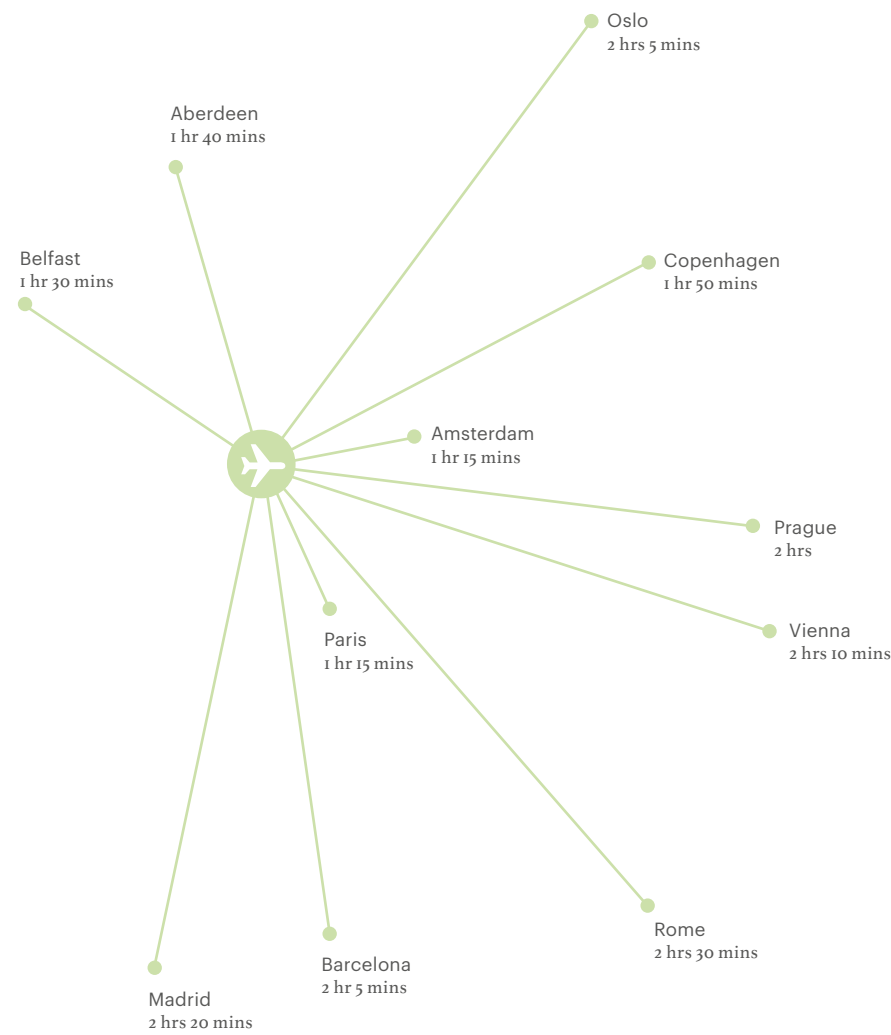 Oslo
2 hrs 5 mins
Aberdeen
1 hr 40 mins
Belfast
1 hr 30 mins
Copenhagen
1 hr 50 mins
Amsterdam
1 hr 15 mins
Prague
2 hrs
Vienna
2 hrs 10 mins
Paris
1 hr 15 mins
Rome
2 hrs 30 mins
Barcelona
2 hr 5 mins
Madrid
2 hrs 20 mins